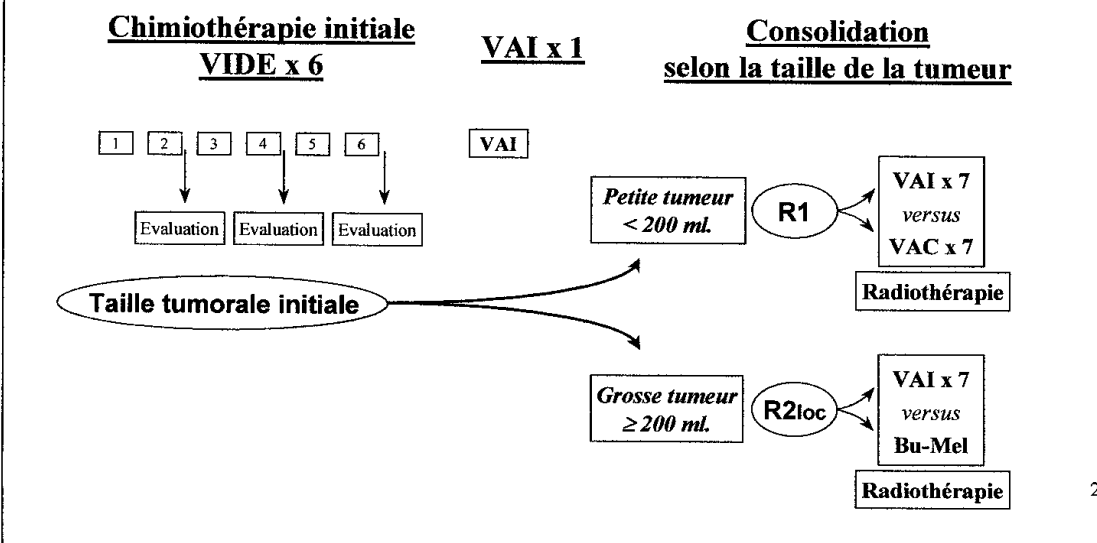 Chimiothérapie initiale
VIDE x 6
VAI x 1
Consolidation
selon la taille de la tumeur
1 2 3 4 5 6
VAI
Evaluation Evaluation Evaluation
Taille tumorale initiale
Petite tumeur
< 200 ml.
R1
VAI x 7
versus
VAC x 7
Radiothérapie
Grosse tumeur
≥ 200 ml.
R2loc
VAI x 7
versus
Bu-Mel
Radiothérapie
2